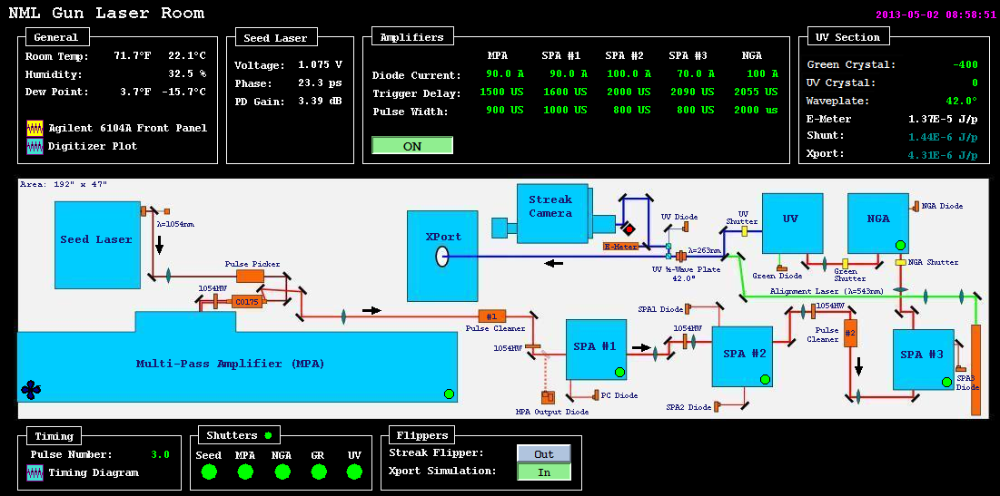 NML Gun Laser Room
2013-05-02 08:58:51
General
Room Temp: 71.7°F 22.1°C
Humidity: 32.5 %
Dew Point: 3.7°F -15.7°C
Agilent 6104A Front Panel
Digitizer Plot
Seed Laser
Voltage: 1.075 V
Phase: 23.3 ps
PD Gain: 3.39 dB
Amplifiers
MPA SPA #1 SPA #2 SPA #3 NGA
Diode Current: 90.0 A 90.0 A 100.0 A 70.0 A 100 A
Trigger Delay: 1500 US 1600 US 2000 US 2090 US 2055 US
Pulse Width: 900 US 1000 US 800 US 800 US 2000 us
ON
UV Section
Green Crystal: -400
UV Crystal: 0
Waveplate: 42.0°
E-Meter 1.37E-5 J/p
Shunt: 1.44E-6 J/p
Xport: 4.31E-6 J/p
Area: 192" x 47"
Seed Laser
λ=1054nm
Pulse Picker
1054HW
C0175
Multi-Pass Amplifier (MPA)
XPort
Streak
Camera
E-Meter
UV Diode
λ=263nm
UV ½-Wave Plate
42.0°
UV
Shutter
UV
Green Diode
Green
Shutter
NGA
NGA Diode
NGA Shutter
Alignment Laser (λ=543nm)
#1
Pulse Cleaner
1054HW
MPA Output Diode
SPA #1
PC Diode
SPA1 Diode
1054HW
SPA #2
SPA2 Diode
1054HW
Pulse
Cleaner
#2
SPA #3
SPA3
Diode
Timing
Pulse Number: 3.0
Timing Diagram
Shutters
Seed MPA NGA GR UV
Flippers
Streak Flipper: Out
Xport Simulation: In